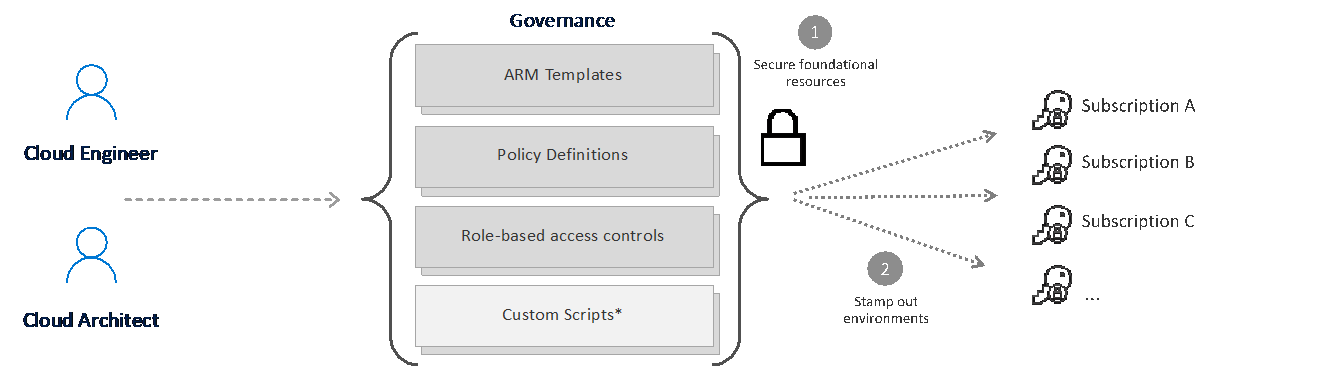 Governance
Cloud Engineer
Cloud Architect
ARM Templates
Policy Definitions
Role-based access controls
Custom Scripts*
1
Secure foundational
resources
2
Stamp out
environments
Subscription A
Subscription B
Subscription C
...